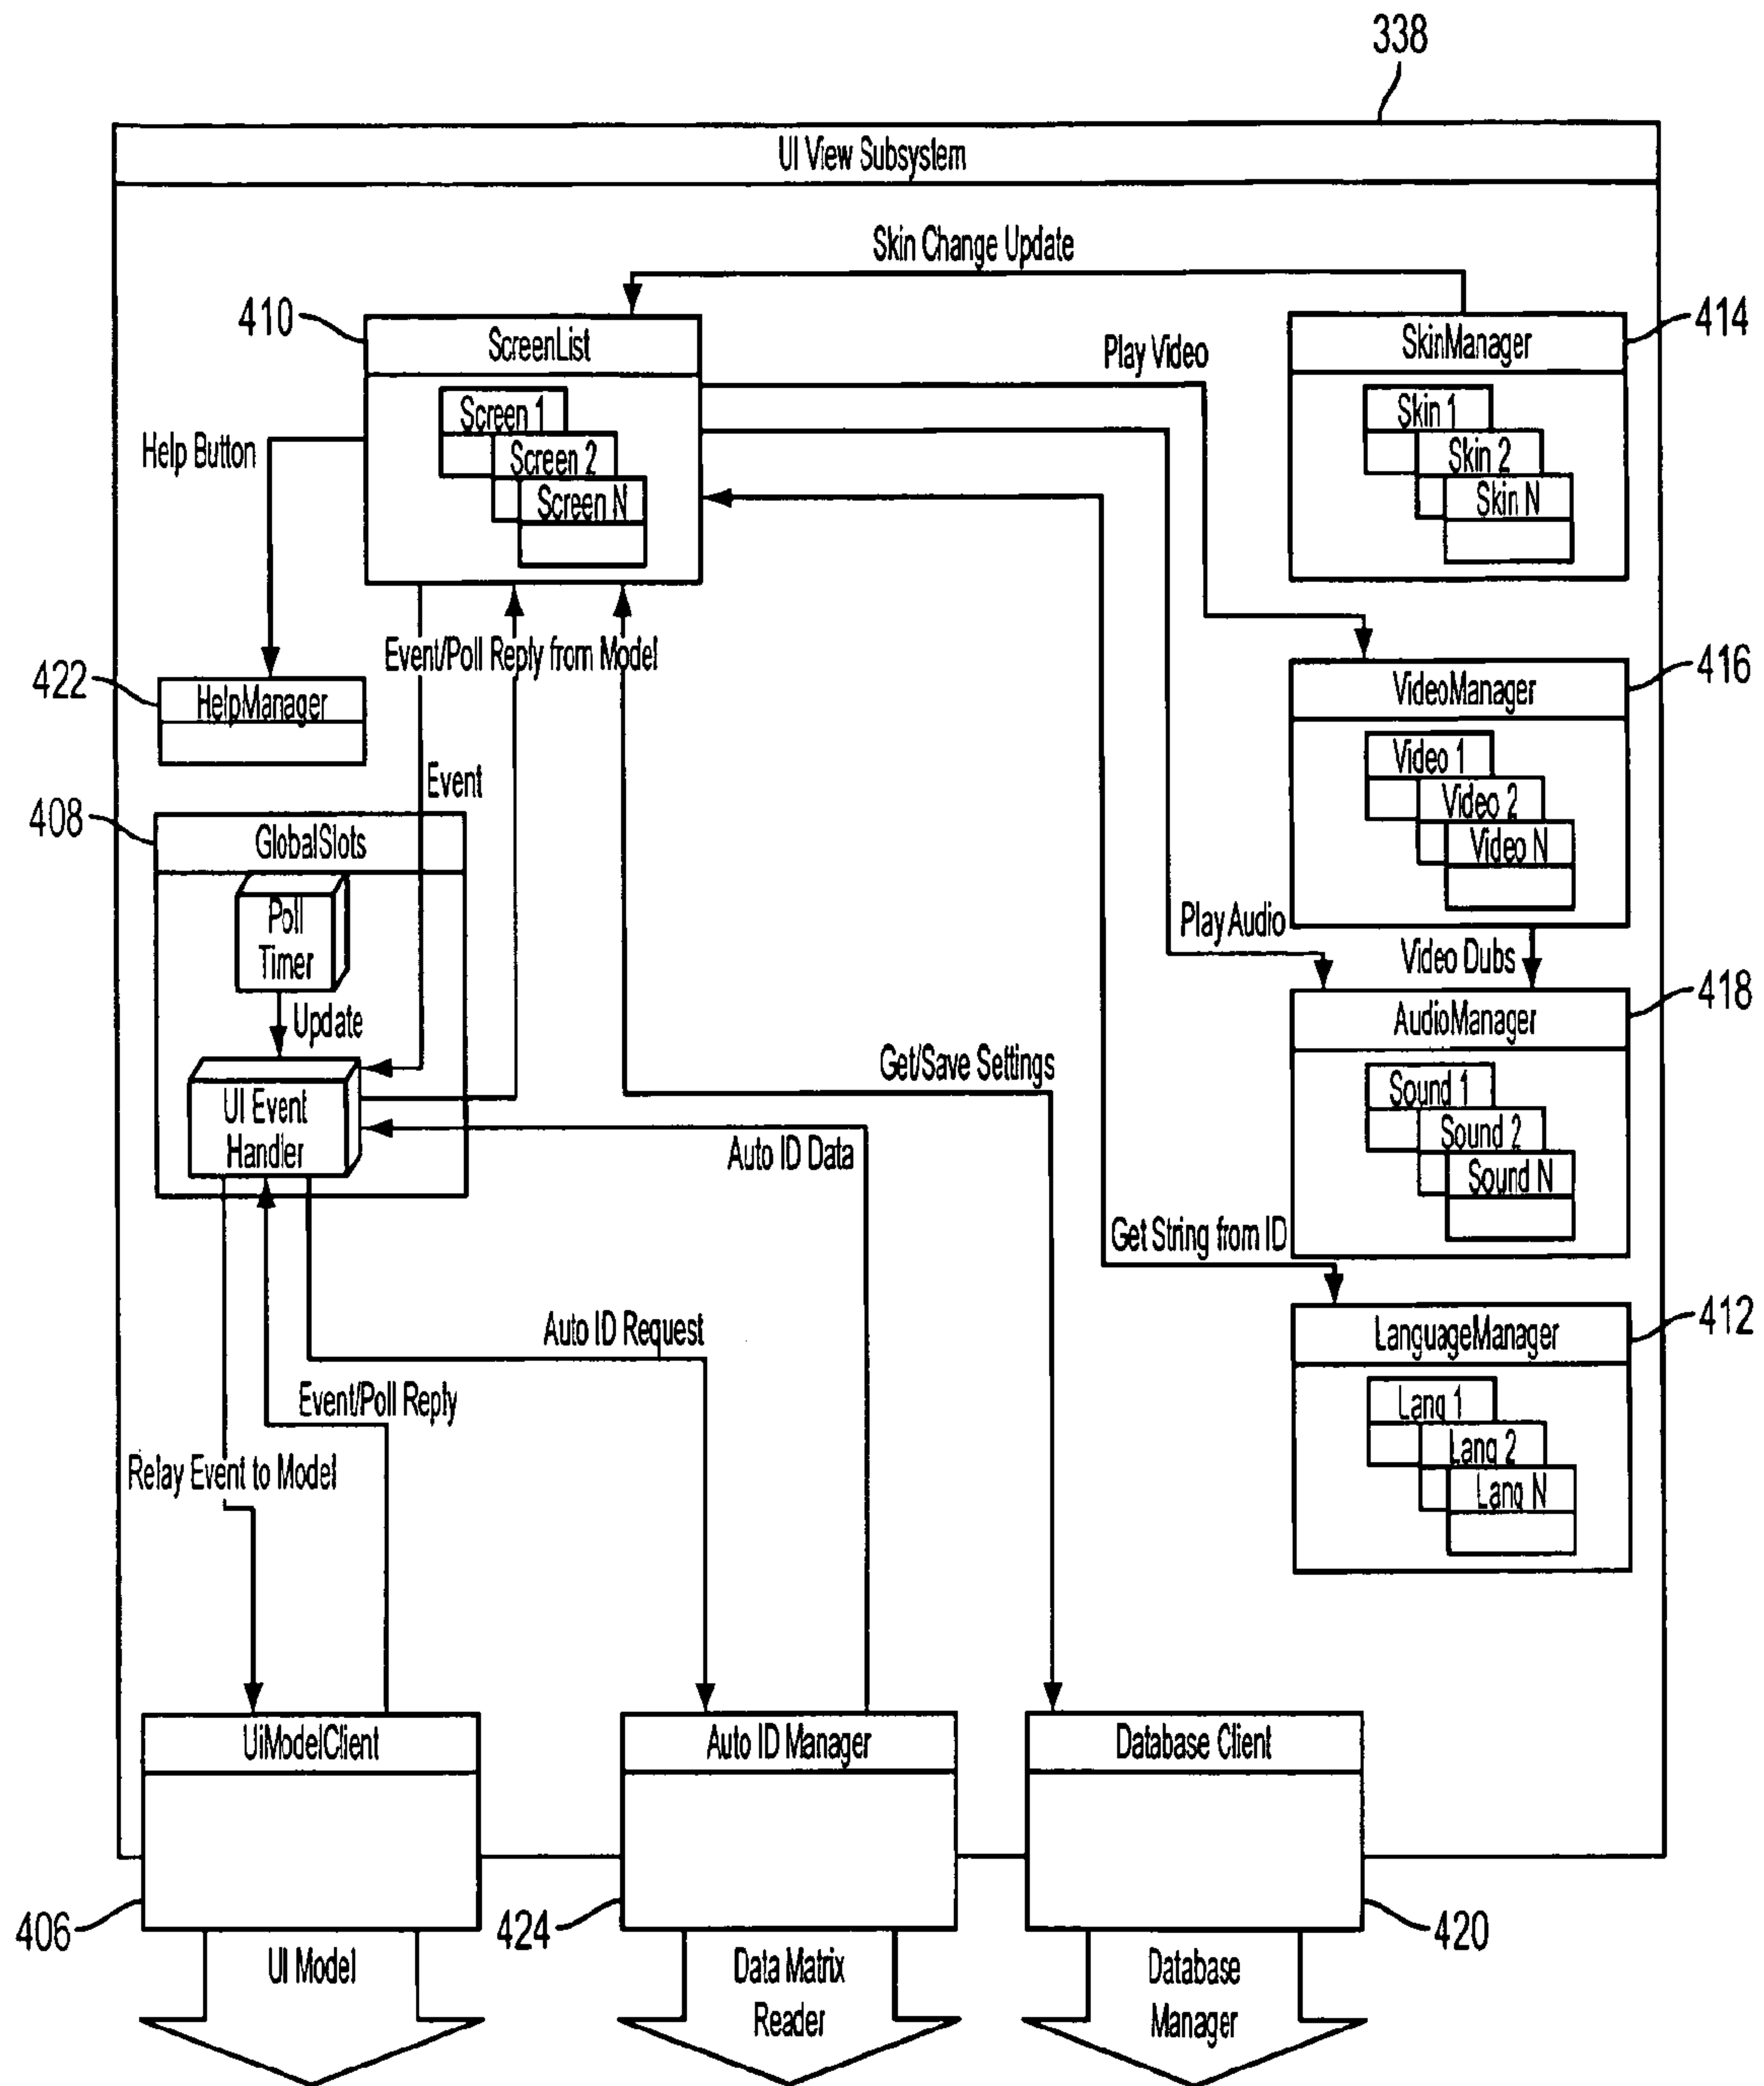 338
UI View Subsystem
Skin Change Update
410
ScreenList
Screen 1
Screen 2
Screen N
Play Video
SkinManager
414
Skin 1
Skin 2
Skin N
Help Button
Event/Poll Reply from Model
422
HelpManager
VideoManager
416
Video 1
Video 2
Video N
Event
408
GlobalSlots
Poll
Timer
Update
UI Event
Handler
Play Audio
Video Dubs
AudioManager
418
Sound 1
Sound 2
Sound N
Get/Save Settings
Auto ID Data
Get String from ID
LanguageManager
412
Lang 1
Lang 2
Lang N
Auto ID Request
Event/Poll Reply
Relay Event to Model
UiModelClient
Auto ID Manager
Database Client
406
424
420
UI Model
Data Matrix
Reader
Database
Manager